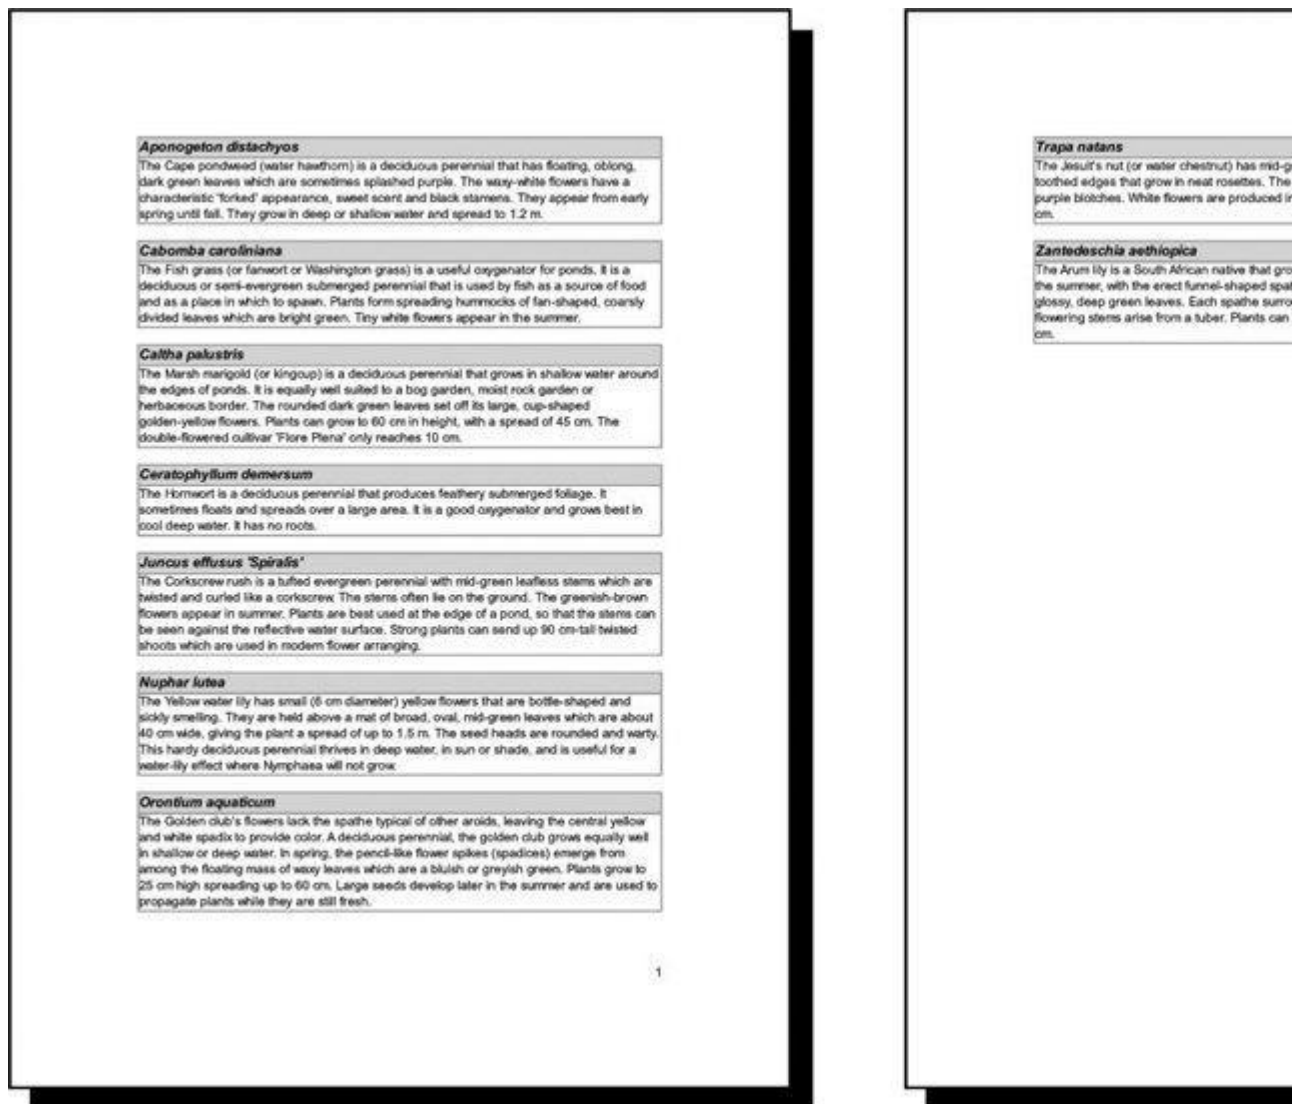 Aponogeton distachyos
The Cape pondweed (water hawthorn) is a deciduous perennial that has floating, oblong,
dark green leaves which are sometimes splashed purple. The waxy-white flowers have a
characteristic 'forked' appearance, sweet scent and black stamens. They appear from early
spring until fall. They grow in deep or shallow water and spread to 1.2 m.
Cabomba caroliniana
The Fish grass (or fanwort or Washington grass) is a useful oxygenator for ponds. It is a
deciduous or semi-evergreen submerged perennial that is used by fish as a source of food
and as a place in which to spawn. Plants form spreading hummocks of fan-shaped, coarsly
divided leaves which are bright green. Tiny white flowers appear in the summer.
Caltha palustris
The Marsh marigold (or kingcup) is a deciduous perennial that grows in shallow water around
the edges of ponds. It is equally well suited to a bog garden, moist rock garden or
herbaceous border. The rounded dark green leaves set off its large, cup-shaped
golden-yellow flowers. Plants can grow to 60 cm in height, with a spread of 45 cm. The
double-flowered cultivar 'Flore Plena' only reaches 10 cm.
Ceratophyllum demersum
The Hornwort is a deciduous perennial that produces feathery submerged foliage. It
sometimes floats and spreads over a large area. It is a good oxygenator and grows best in
cool deep water. It has no roots.
Juncus effusus 'Spiralis'
The Corkscrew rush is a tufted evergreen perennial with mid-green leafless stems which are
twisted and curled like a corkscrew. The stems often lie on the ground. The greenish-brown
flowers appear in summer. Plants are best used at the edge of a pond, so that the stems can
be seen against the reflective water surface. Strong plants can send up 90 cm-tall twisted
shoots which are used in modern flower arranging.
Nuphar lutea
The Yellow water lily has small (6 cm diameter) yellow flowers that are bottle-shaped and
sickly smelling. They are held above a mat of broad, oval, mid-green leaves which are about
40 cm wide, giving the plant a spread of up to 1.5 m. The seed heads are rounded and warty.
This hardy deciduous perennial thrives in deep water, in sun or shade, and is useful for a
water-lily effect where Nymphaea will not grow.
Orontium aquaticum
The Golden club's flowers lack the spathe typical of other aroids, leaving the central yellow
and white spadix to provide color. A deciduous perennial, the golden club grows equally well
in shallow or deep water. In spring, the pencil-like flower spikes (spadices) emerge from
among the floating mass of waxy leaves which are a bluish or greyish green. Plants grow to
25 cm high spreading up to 60 cm. Large seeds develop later in the summer and are used to
propagate plants while they are still fresh.
1
Trapa natans
The Jesuit's nut (or water chestnut) has
toothed edges that grow in neat rosettes. The
purple blotches. White flowers are produced
cm.
Zantedeschia aethiopica
The Arum lily is a South African native that
the summer, with the erect funnel-shaped
glossy, deep green leaves. Each spathe
flowering stems arise from a tuber. Plants can
cm.